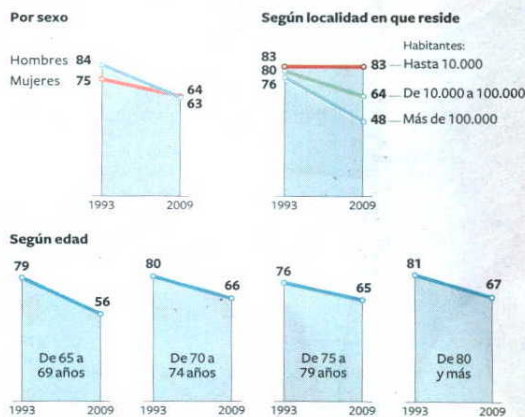 Por sexo
Hombres 84
Mujeres 75
64
63
1993 2009
Según localidad en que reside
Habitantes:
83 83 Hasta 10.000
80 64 De 10.000 a 100.000
76 48 Más de 100.000
1993 2009
Según edad
79 56
De 65 a
69 años
1993 2009
80 66
De 70 a
74 años
1993 2009
76 65
De 75 a
79 años
1993 2009
81 67
De 80
y más
1993 2009